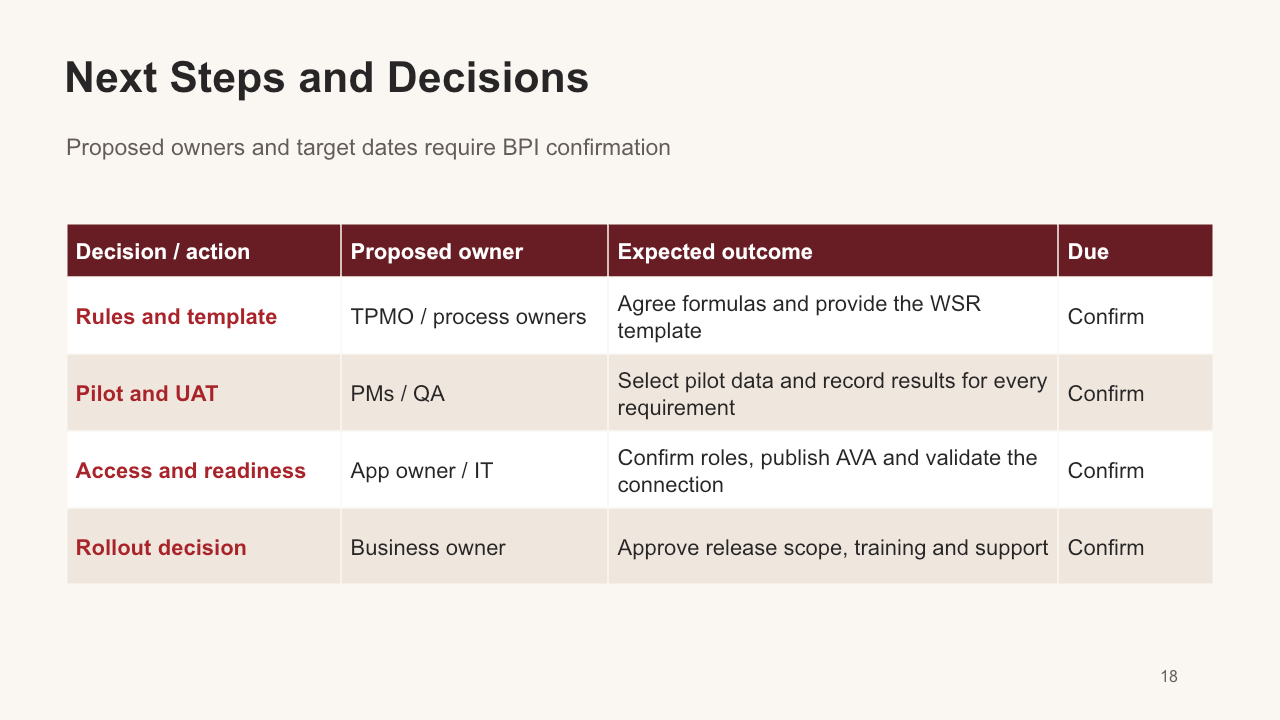 Next Steps and Decisions
Proposed owners and target dates require BPI confirmation
Decision / action
Proposed owner
Expected outcome
Due
Rules and template
TPMO / process owners
Agree formulas and provide the WSR
template
Confirm
Pilot and UAT
PMs / QA
Select pilot data and record results for every
requirement
Confirm
Access and readiness
App owner / IT
Confirm roles, publish AVA and validate the
connection
Confirm
Rollout decision
Business owner
Approve release scope, training and support
Confirm
18